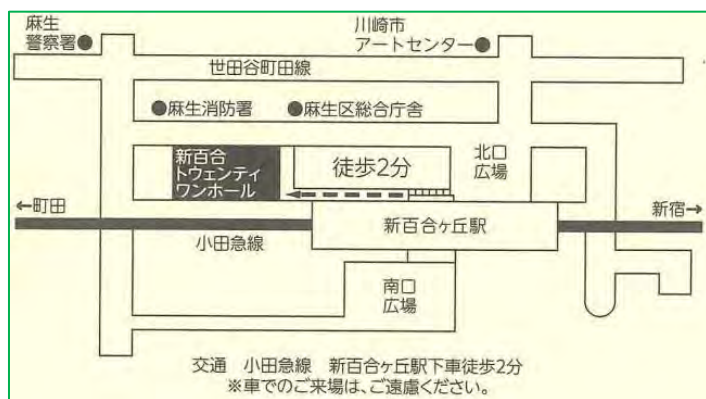 麻生
警察署●
川崎市
アートセンター●
世田谷町田線
●麻生消防署
●麻生区総合庁舎
新百合
トウェンティ
ワンホール
徒歩2分
北口
広場
←町田
新宿→
新百合ヶ丘駅
小田急線
南口
広場
交通 小田急線 新百合ヶ丘駅下車徒歩2分
※車でのご来場は、ご遠慮ください。